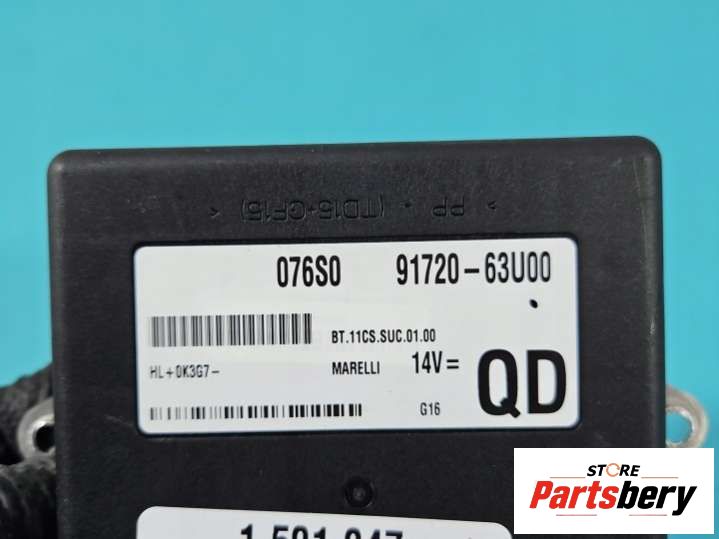 > PP . (TD15+GF15) <
076S0 91720-63U00
BT.11CS.SUC.01.00
HL+0K3G7-
MARELLI 14V= QD
G16
STORE
Partsbery